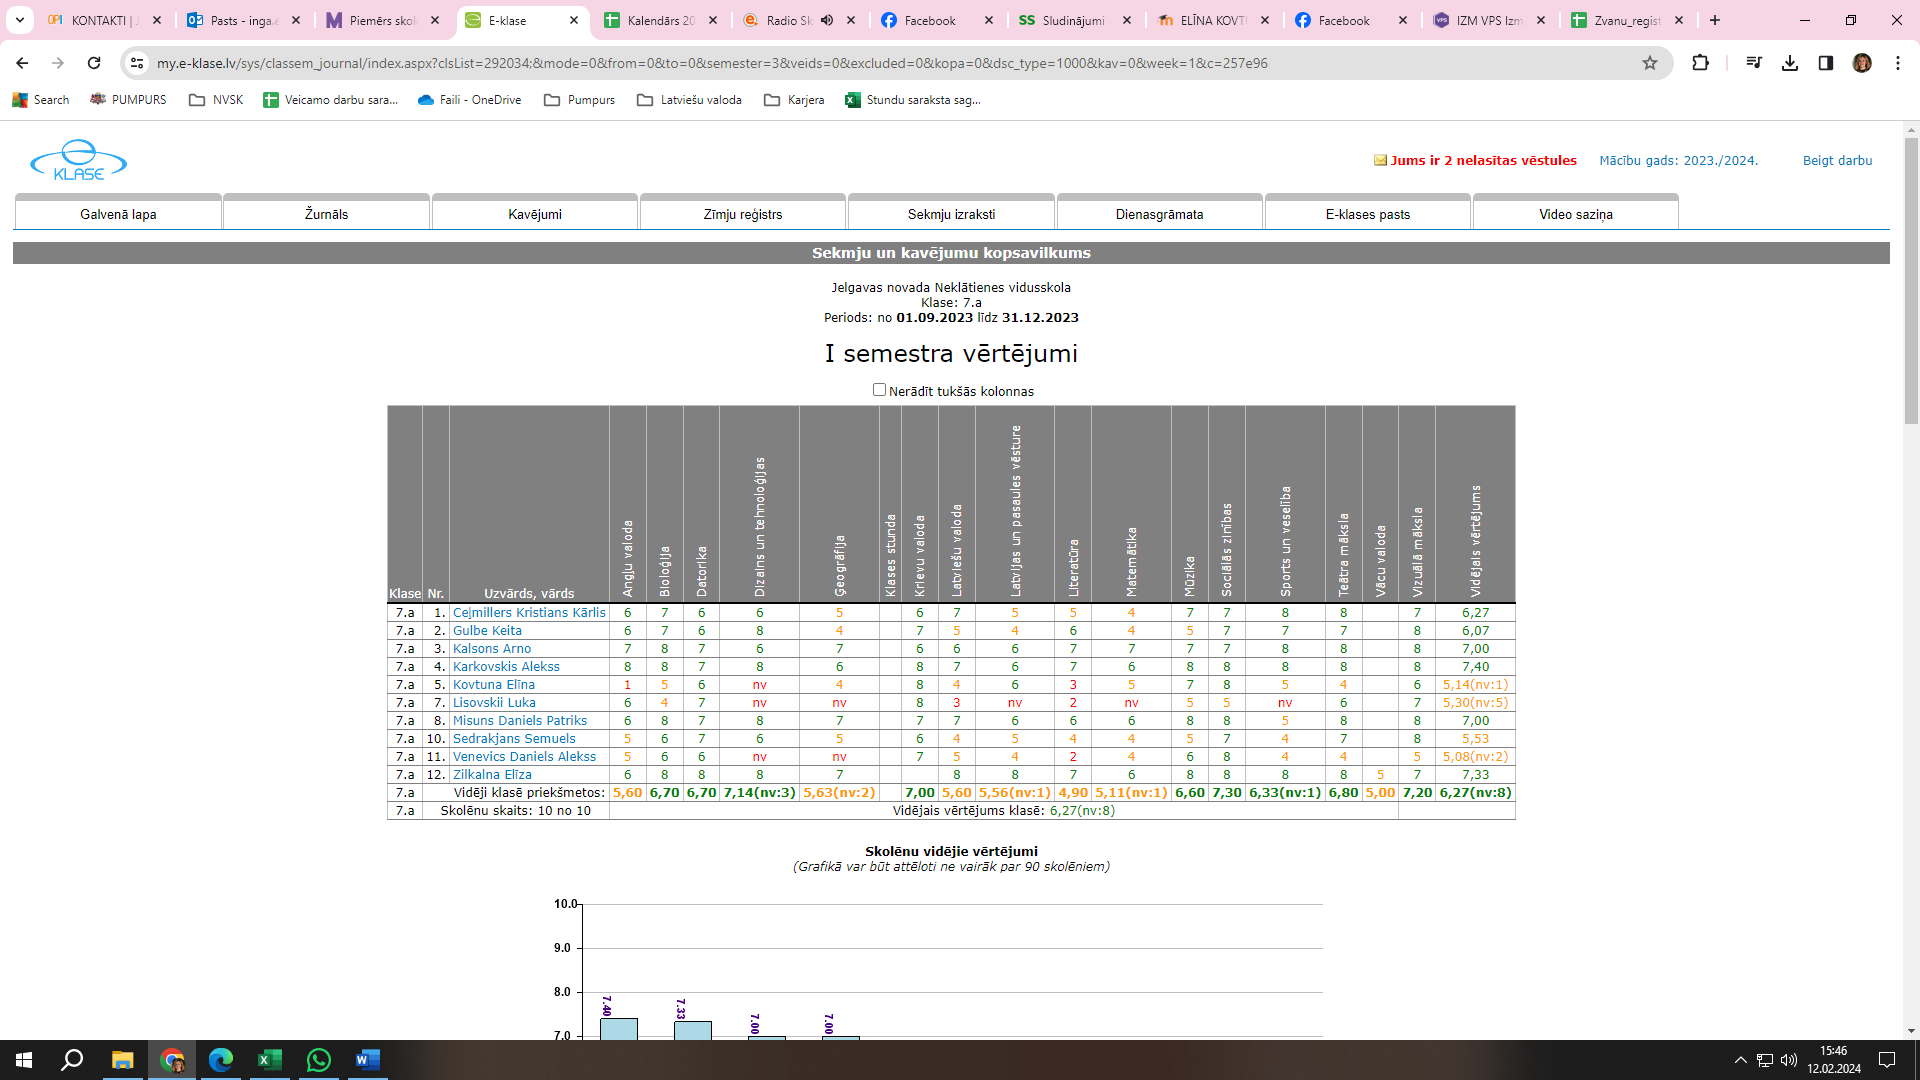 KONTAKTI | J
Pasts - inga.e
Piemērs skol
E-klase
Kalendārs 20
Radio Sk
Facebook
Sludinājumi
ELĪNA KOVTU
Facebook
IZM VPS Izm
Zvanu_regist
my.e-klase.lv/sys/classem_journal/index.aspx?clsList=292034;&mode=0&from=0&to=0&semester=3&veids=0&excluded=0&kopa=0&dsc_type=1000&kav=0&week=1&c=257e96
Search PUMPURS NVSK Veicamo darbu sara... Faili - OneDrive Pumpurs Latviešu valoda Karjera Stundu saraksta sag...
KLASE
Jums ir 2 nelasītas vēstules Mācību gads: 2023./2024. Beigt darbu
Galvenā lapa Žurnāls Kavējumi Zīmju reģistrs Sekmju izraksti Dienasgrāmata E-klases pasts Video saziņa
Sekmju un kavējumu kopsavilkums
Jelgavas novada Neklātienes vidusskola
Klase: 7.a
Periods: no 01.09.2023 līdz 31.12.2023
I semestra vērtējumi
Nerādīt tukšās kolonnas
Klase Nr. Uzvārds, vārds Angļu valoda Bioloģija Datorika Dizains un tehnoloģijas Ģeogrāfija Klases stunda Krievu valoda Latviešu valoda Latvijas un pasaules vēsture Literatūra Matemātika Mūzika Sociālās zinības Sports un veselība Teātra māksla Vācu valoda Vizuālā māksla Vidējais vērtējums
7.a 1. Ceļmillers Kristians Kārlis 6 7 6 6 5 6 7 5 5 4 7 7 8 8 7 6,27
7.a 2. Gulbe Keita 6 7 6 8 4 7 5 4 6 4 5 7 7 7 8 6,07
7.a 3. Kalsons Arno 7 8 7 6 7 6 6 6 7 7 7 7 8 8 8 7,00
7.a 4. Karkovskis Alekss 8 8 7 8 6 8 7 6 7 6 8 8 8 8 8 7,40
7.a 5. Kovtuna Elīna 1 5 6 nv 4 8 4 6 3 5 7 8 5 4 6 5,14(nv:1)
7.a 7. Lisovskii Luka 6 4 7 nv nv 8 3 nv 2 nv 5 5 nv 6 7 5,30(nv:5)
7.a 8. Misuns Daniels Patriks 6 8 7 8 7 7 7 6 6 6 8 8 5 8 8 7,00
7.a 10. Sedrakjans Semuels 5 6 7 6 5 6 4 5 4 4 5 7 4 7 8 5,53
7.a 11. Venevics Daniels Alekss 5 6 6 nv nv 7 5 4 2 4 6 8 4 4 5 5,08(nv:2)
7.a 12. Zilkalna Elīza 6 8 8 8 7 8 8 7 6 8 8 8 8 5 7 7,33
7.a Vidēji klasē priekšmetos: 5,60 6,70 6,70 7,14(nv:3) 5,63(nv:2) 7,00 5,60 5,56(nv:1) 4,90 5,11(nv:1) 6,60 7,30 6,33(nv:1) 6,80 5,00 7,20 6,27(nv:8)
7.a Skolēnu skaits: 10 no 10 Vidējais vērtējums klasē: 6,27(nv:8)
Skolēnu vidējie vērtējumi
(Grafikā var būt attēloti ne vairāk par 90 skolēniem)
10.0
9.0
8.0
7.0
7.40
7.33
7.00
7.00
15:46
12.02.2024